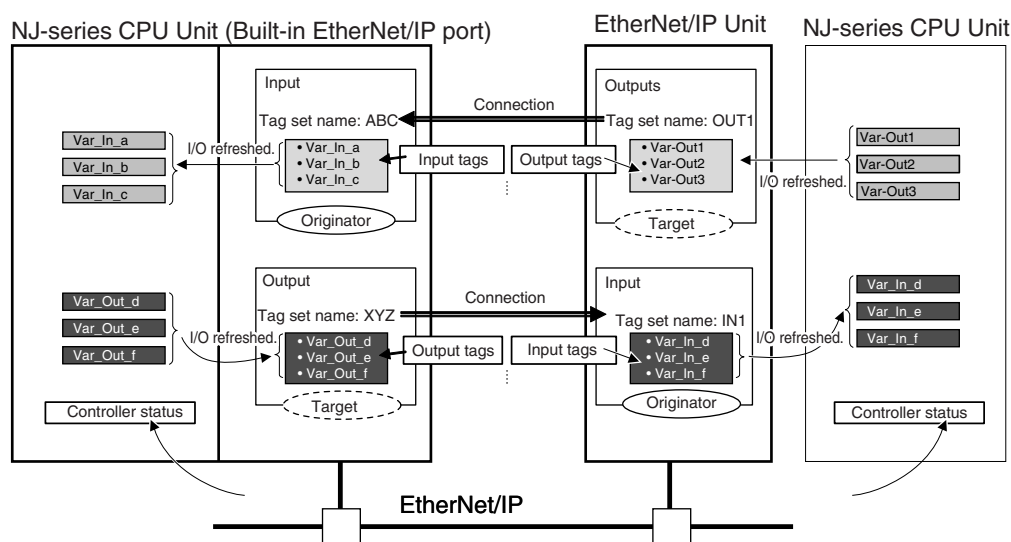 NJ-series CPU Unit (Built-in EtherNet/IP port)
EtherNet/IP Unit
NJ-series CPU Unit
Input
Tag set name: ABC
• Var_In_a
• Var_In_b
• Var_In_c
Originator
Var_In_a
Var_In_b
Var_In_c
I/O refreshed.
Connection
Input tags
Output tags
Outputs
Tag set name: OUT1
• Var-Out1
• Var-Out2
• Var-Out3
Target
I/O refreshed.
Var-Out1
Var-Out2
Var-Out3
Var_Out_d
Var_Out_e
Var_Out_f
I/O refreshed.
Output
Tag set name: XYZ
• Var_Out_d
• Var_Out_e
• Var_Out_f
Target
Connection
Output tags
Input tags
Input
Tag set name: IN1
• Var_In_d
• Var_In_e
• Var_In_f
Originator
I/O refreshed.
Var_In_d
Var_In_e
Var_In_f
Controller status
Controller status
EtherNet/IP